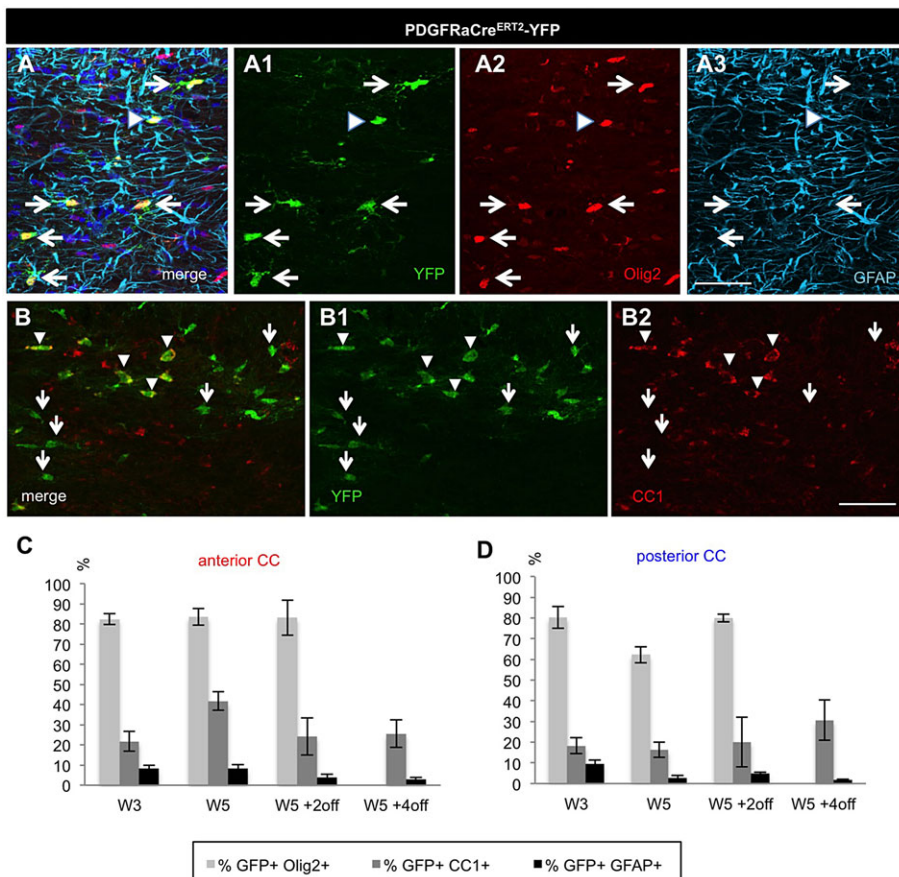 PDGFRaCreERT2-YFP
A
merge
A1
YFP
A2
Olig2
A3
GFAP
B
merge
B1
YFP
B2
CC1
C
anterior CC
%
100
90
80
70
60
50
40
30
20
10
0
W3
W5
W5 +2off
W5 +4off
D
posterior CC
%
100
90
80
70
60
50
40
30
20
10
0
W3
W5
W5 +2off
W5 +4off
% GFP+ Olig2+
% GFP+ CC1+
% GFP+ GFAP+